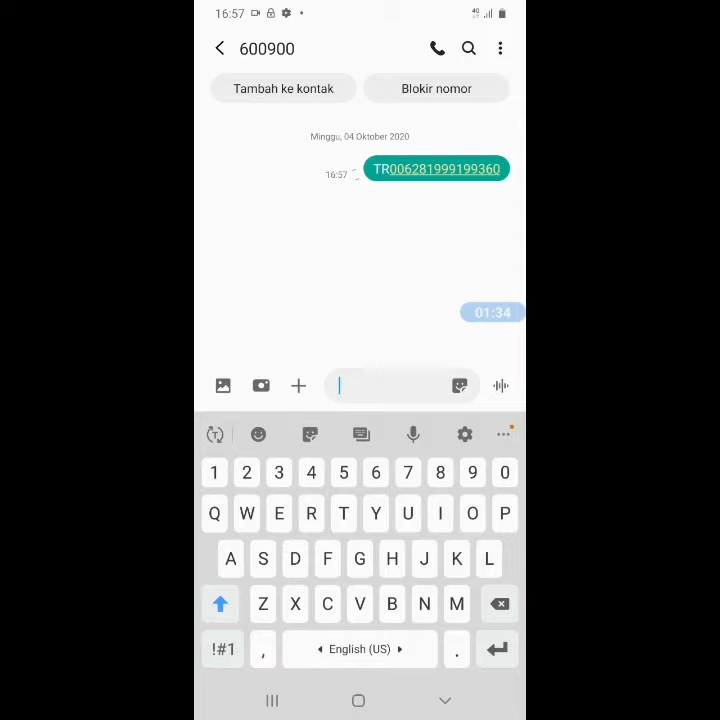 16:57
4G
600900
Tambah ke kontak
Blokir nomor
Minggu, 04 Oktober 2020
16:57
TR006281999199360
01:34
1 2 3 4 5 6 7 8 9 0
Q W E R T Y U I O P
A S D F G H J K L
Z X C V B N M
!#1 , English (US) .